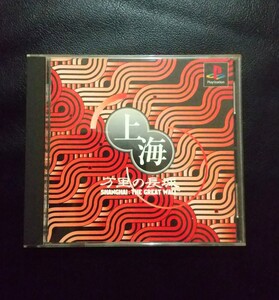 PlayStation
上海
万里の長城
SHANGHAI : THE GREAT WALL